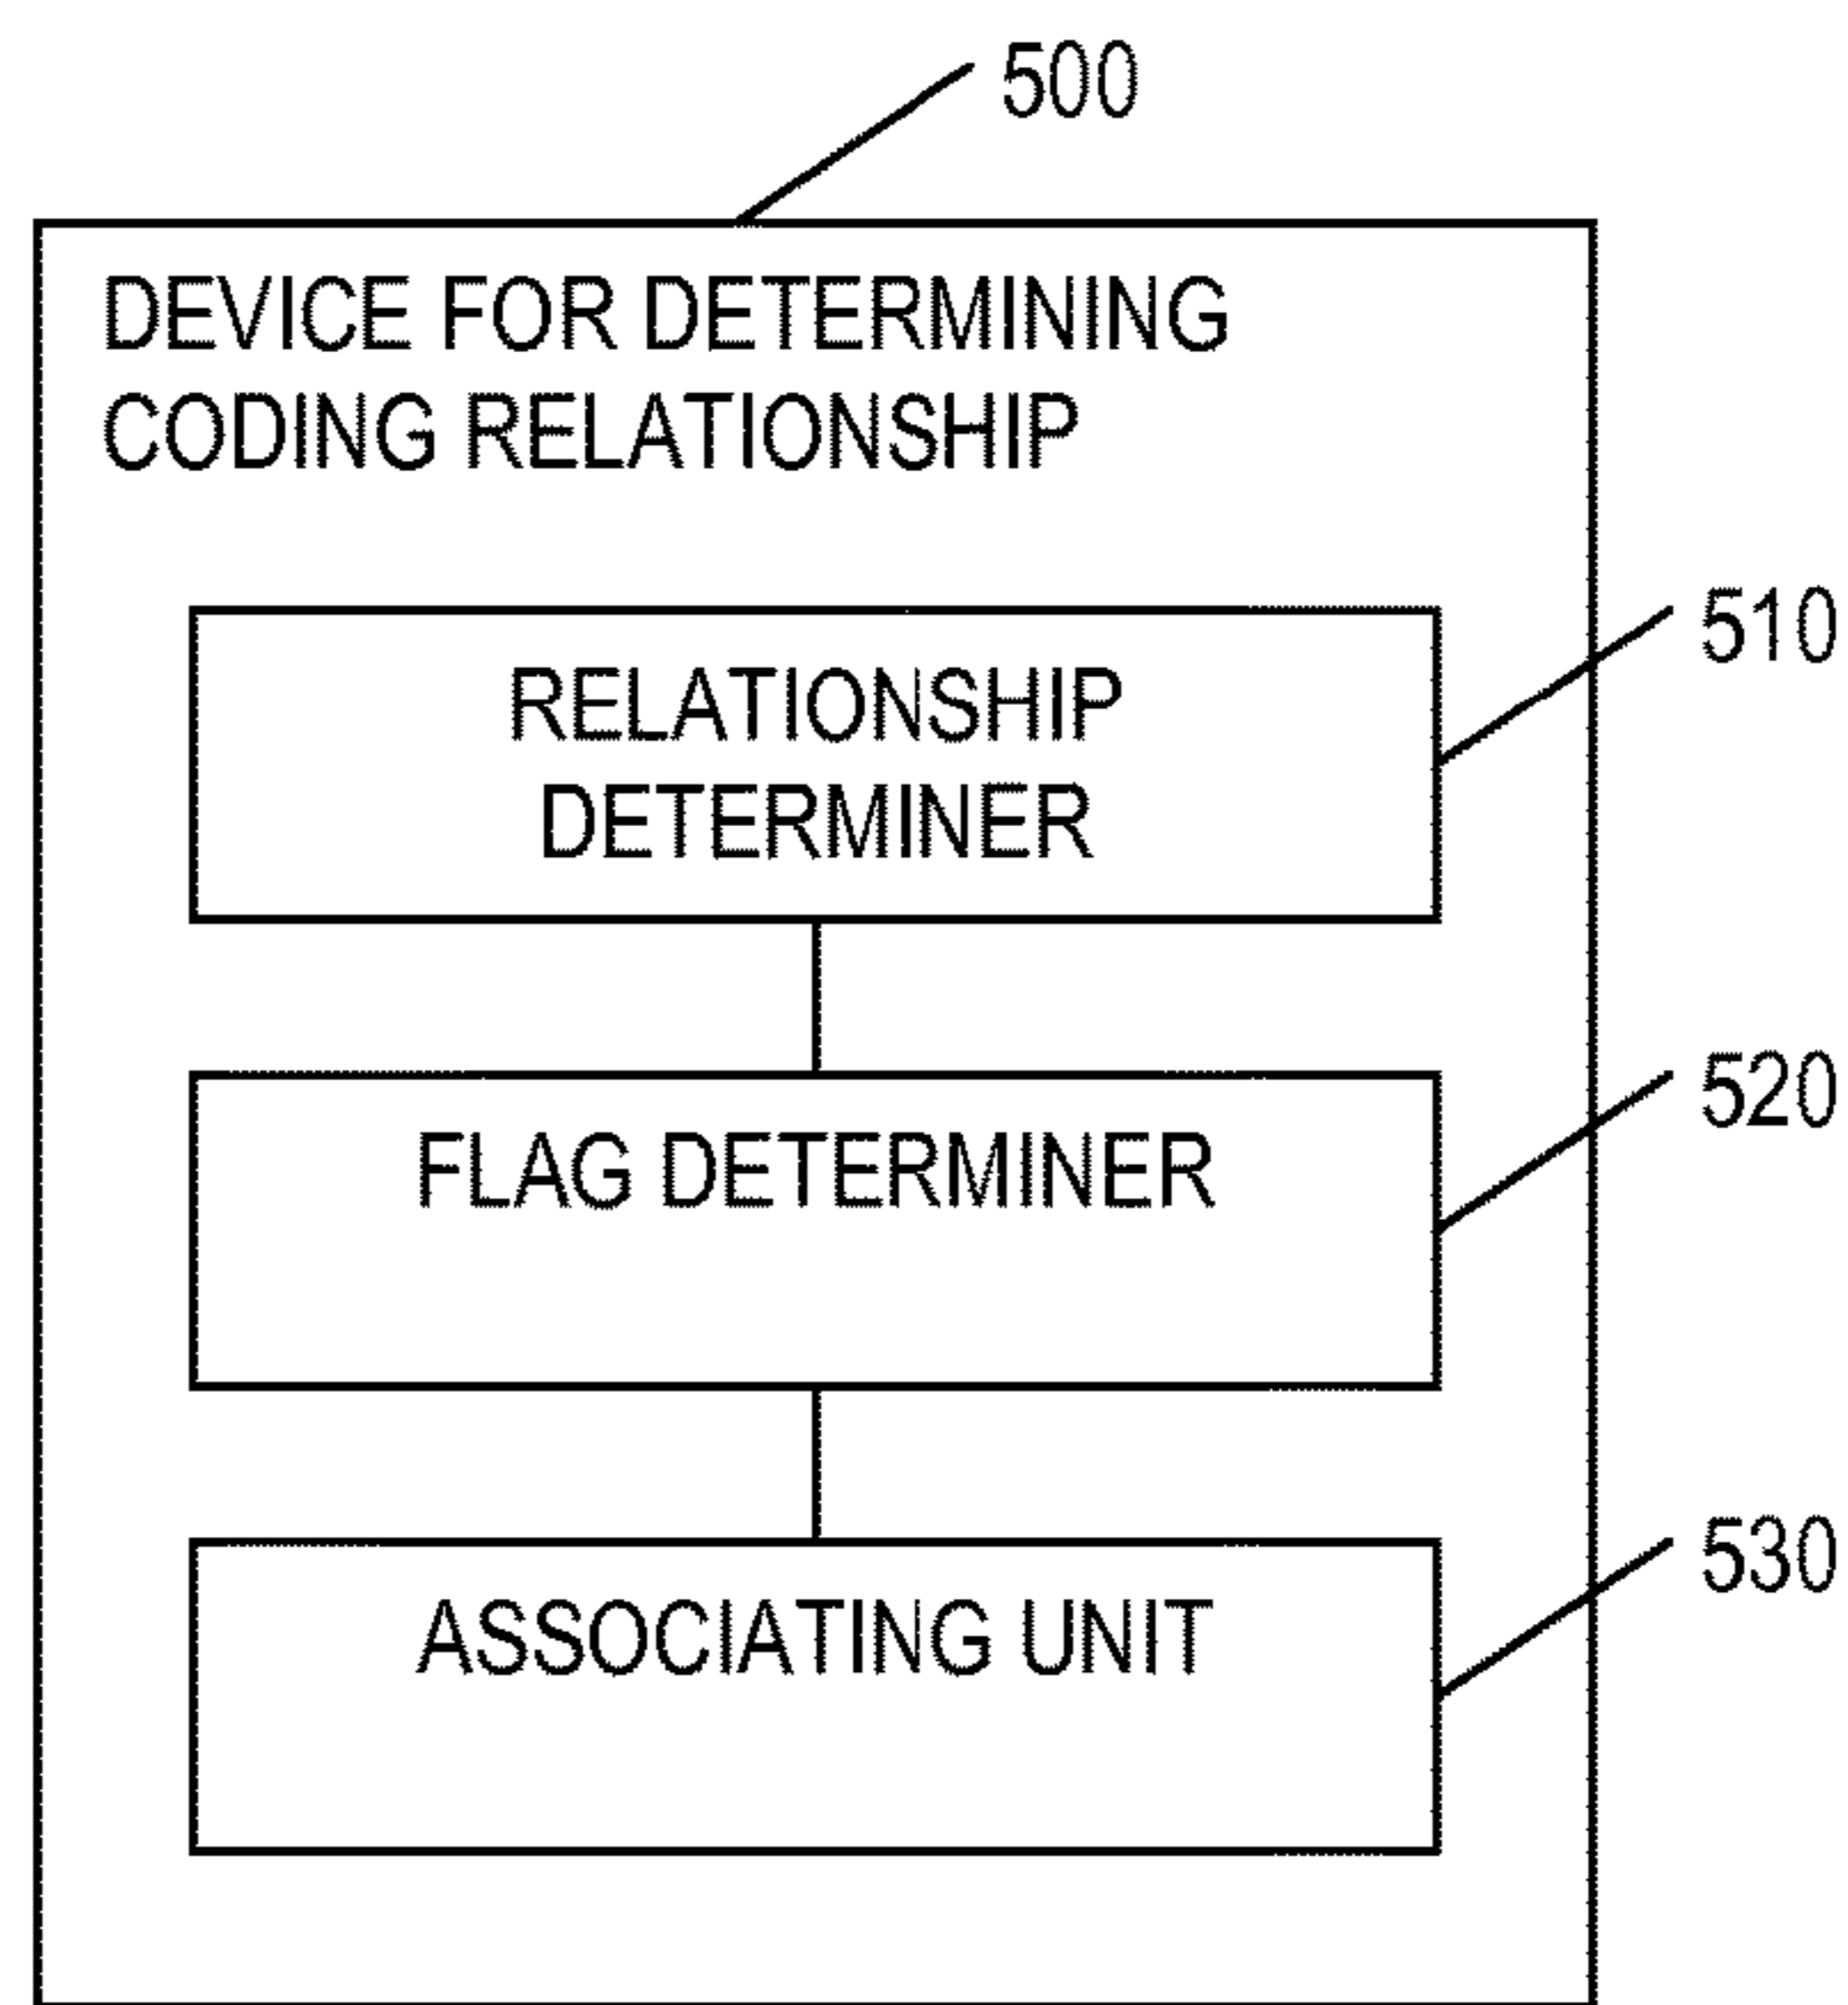 500
DEVICE FOR DETERMINING
CODING RELATIONSHIP
RELATIONSHIP
DETERMINER
510
FLAG DETERMINER
520
ASSOCIATING UNIT
530